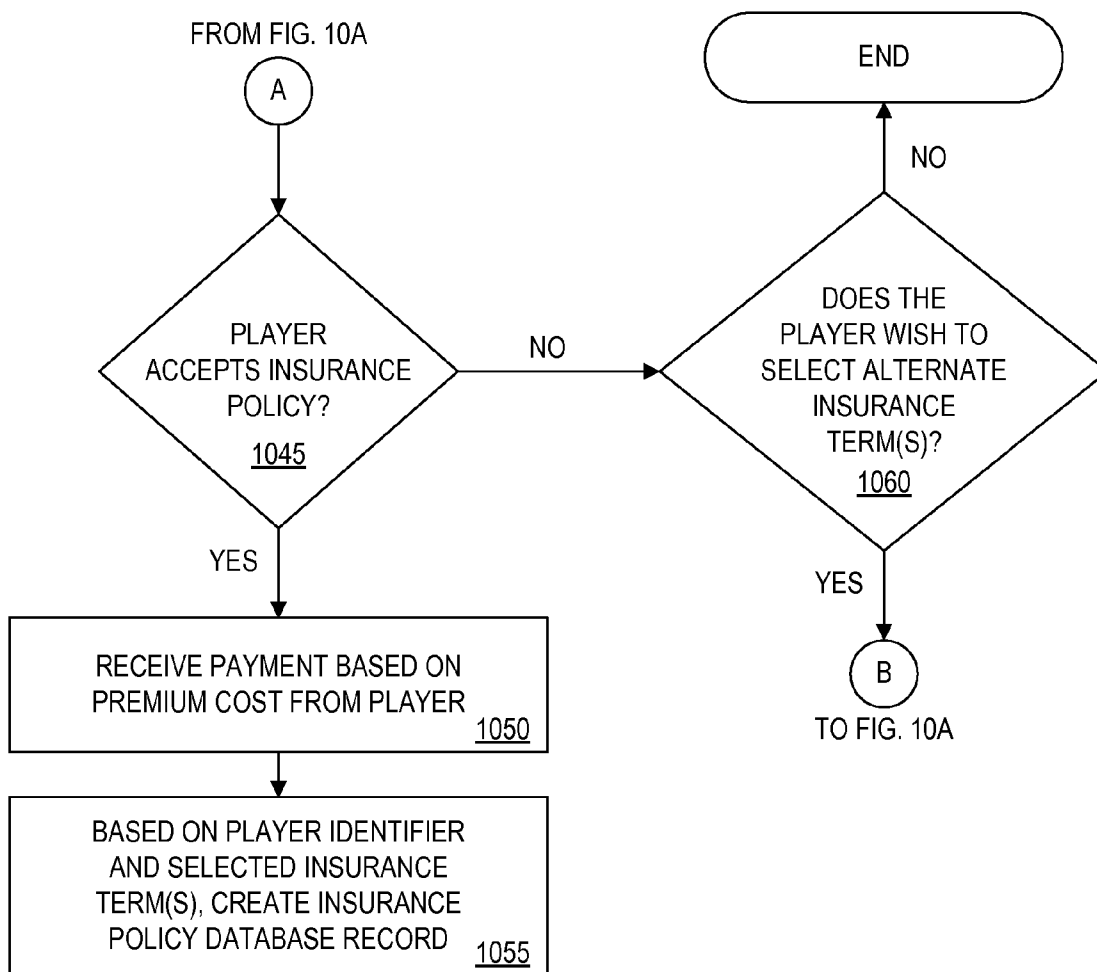 FROM FIG. 10A
A
PLAYER
ACCEPTS INSURANCE
POLICY?
1045
NO
YES
RECEIVE PAYMENT BASED ON
PREMIUM COST FROM PLAYER
1050
BASED ON PLAYER IDENTIFIER
AND SELECTED INSURANCE
TERM(S), CREATE INSURANCE
POLICY DATABASE RECORD
1055
END
NO
DOES THE
PLAYER WISH TO
SELECT ALTERNATE
INSURANCE
TERM(S)?
1060
YES
B
TO FIG. 10A